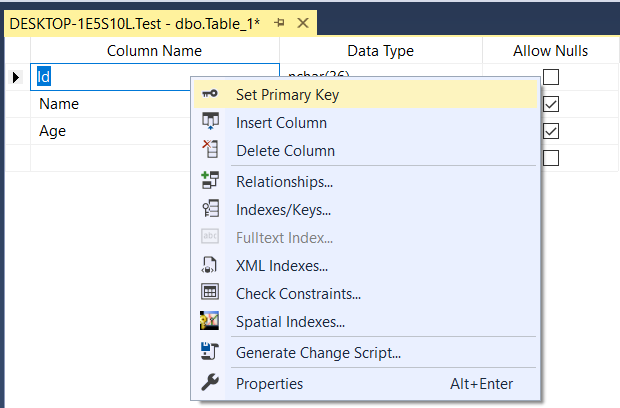 DESKTOP-1E5S10L.Test - dbo.Table_1*
Column Name Data Type Allow Nulls
Id nchar(36)
Set Primary Key
Name
Insert Column
Age
Delete Column
Relationships...
Indexes/Keys...
Fulltext Index...
XML Indexes...
Check Constraints...
Spatial Indexes...
Generate Change Script...
Properties Alt+Enter